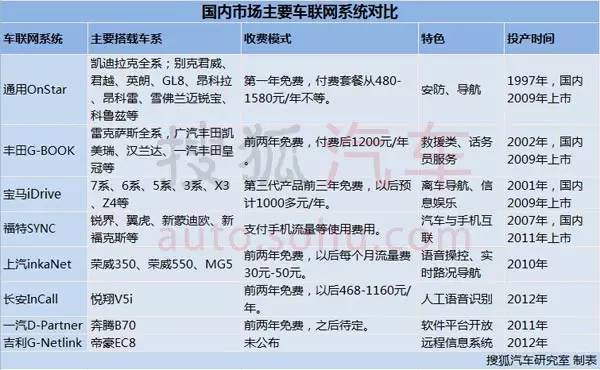 国内市场主要车联网系统对比
车联网系统 主要搭载车系 收费模式 特色 投产时间
通用OnStar
凯迪拉克全系；别克君威、
君越、英朗、GL8、昂科拉、
昂科雷、雪佛兰迈锐宝、
科鲁兹等
第一年免费，付费套餐从480-
1580元/年不等。
安防、导航
1997年，国内
2009年上市
丰田G-BOOK
雷克萨斯全系，广汽丰田凯
美瑞、汉兰达、一汽丰田皇
冠等
前两年免费，付费后1200元/年。
救援类、话务
员服务
2002年，国内
2009年上市
宝马iDrive
7系、6系、5系、3系、X3
、Z4等
第三代产品前三年免费，以后预
计1000多元/年。
离车导航、信
息娱乐
2001年，国内
2009年上市
福特SYNC
锐界、翼虎、新蒙迪欧、新
福克斯等
支付手机流量等使用费用。
汽车与手机互
联
2007年，国内
2011年上市
上汽inkaNet
荣威350、荣威550、MG5
前两年免费，以后每个月流量费
30元-50元。
语音操控、实
时路况导航
2010年
长安InCall
悦翔V5i
前两年免费，以后468-1160元/
年。
人工语音识别
2012年
一汽D-Partner
奔腾B70
前两年免费，之后待定。
软件平台开放
2011年
吉利G-Netlink
帝豪EC8
未公布
远程信息系统
2012年
搜狐汽车研究室 制表
搜狐汽车
auto.sohu.com